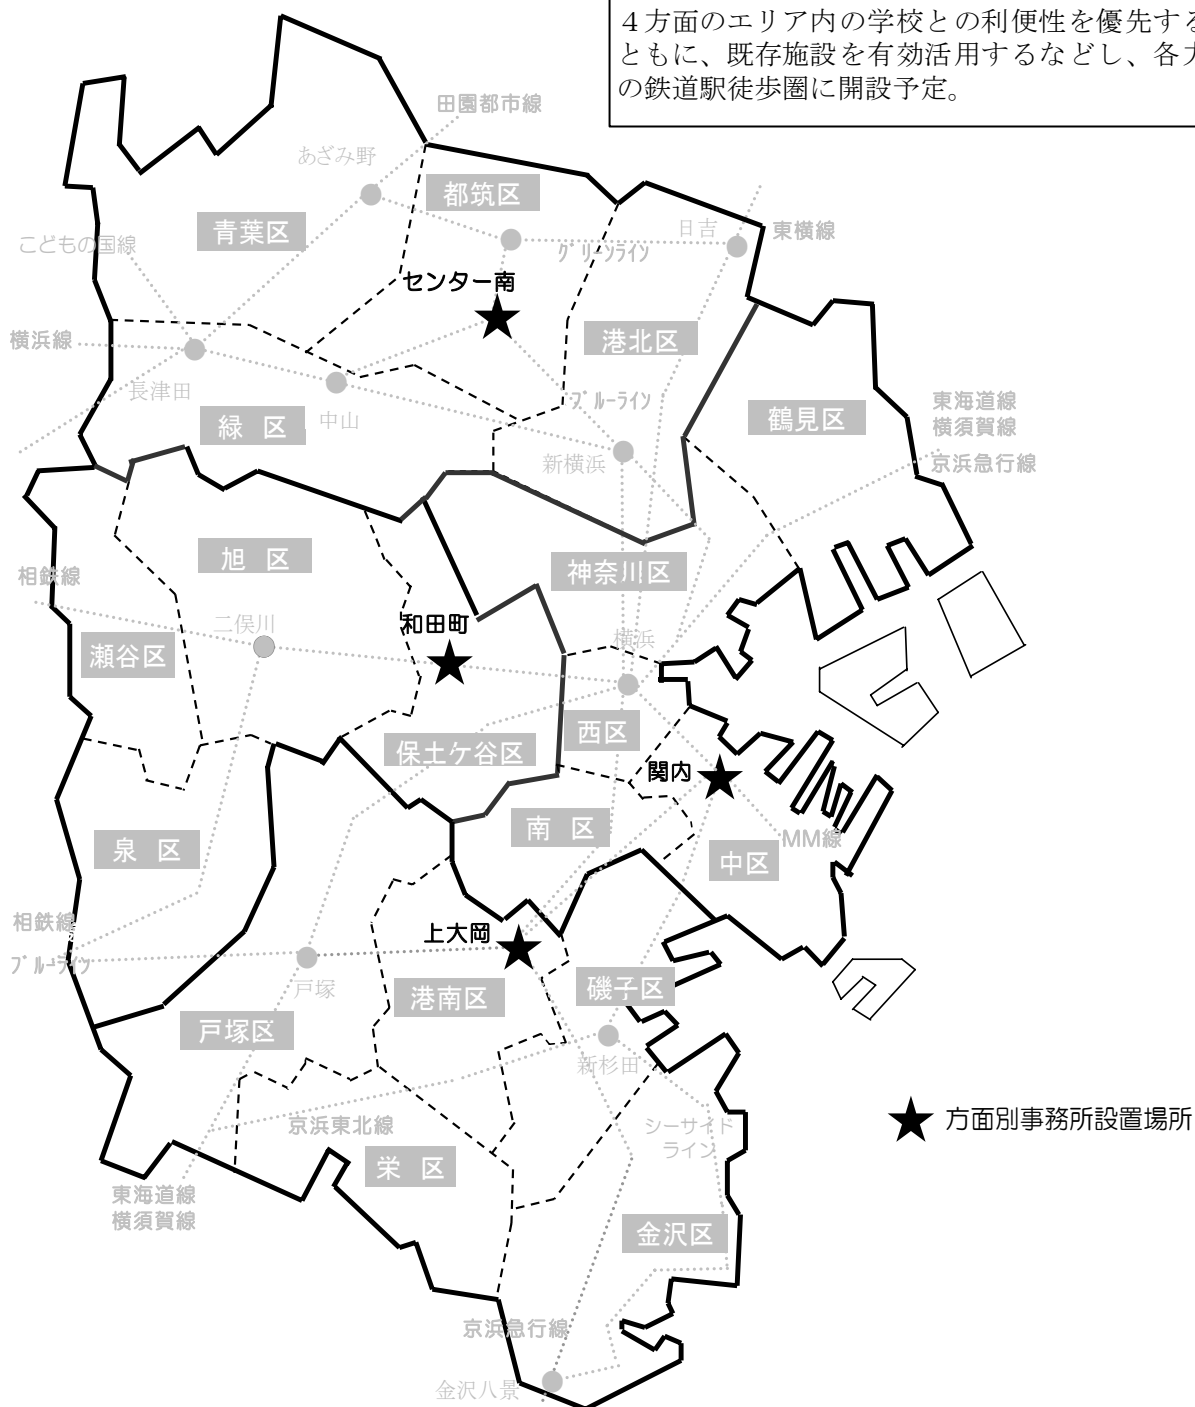 ４方面のエリア内の学校との利便性を優先する
ともに、既存施設を有効活用するなどし、各
の鉄道駅徒歩圏に開設予定。
田園都市線
あざみ野
都筑区
青葉区
日吉
東横線
こどもの国線
グリーンライン
センター南
港北区
横浜線
長津田
ブルーライン
東海道線
横須賀線
鶴見区
緑 区
中山
新横浜
京浜急行線
旭 区
神奈川区
相鉄線
二俣川
和田町
横浜
瀬谷区
西区
保土ケ谷区
関内
南 区
MM線
泉 区
中区
相鉄線
上大岡
ブルーライン
戸塚
港南区
磯子区
戸塚区
新杉田
京浜東北線
シーサイド
ライン
方面別事務所設置場所
栄 区
東海道線
横須賀線
金沢区
京浜急行線
金沢八景